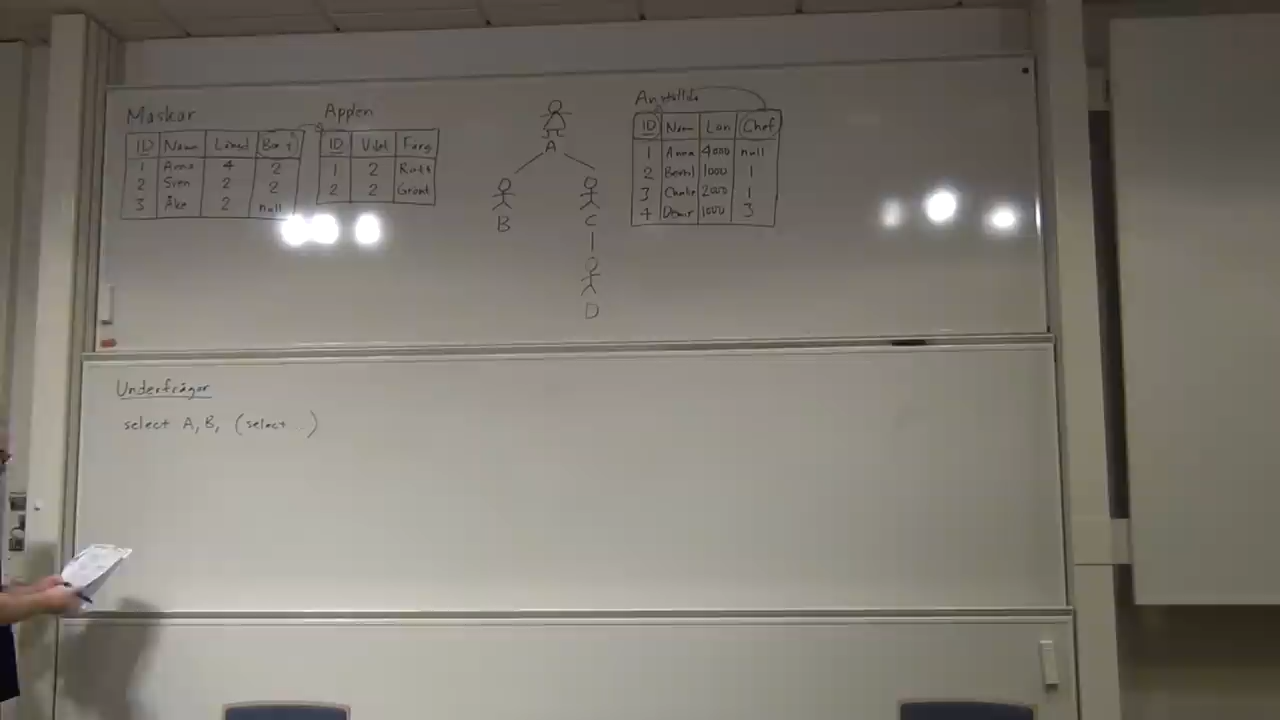 Maskar
ID Namn Längd Bor i
1 Anna 4 2
2 Sven 2 2
3 Åke 2 null
Äpplen
ID Vikt Färg
1 2 Rött
2 2 Grönt
A
B
C
D
Anställda
ID Namn Lön Chef
1 Anna 4000 null
2 Bertil 1000 1
3 Charlie 2000 1
4 1000 3
Underfrågor
select A, B, (select ...)